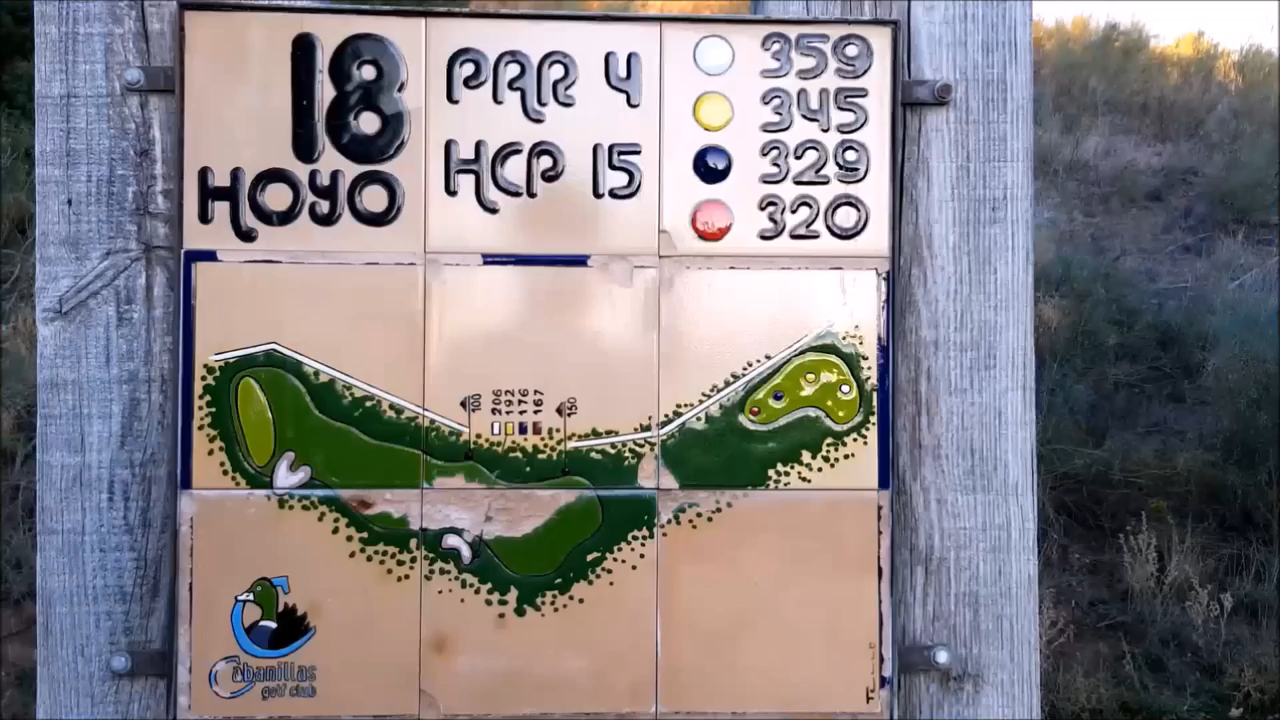 18
HOYO
PAR 4
HCP 15
359
345
329
320
100
206
192
176
167
150
Cabanillas
golf club
TELLO